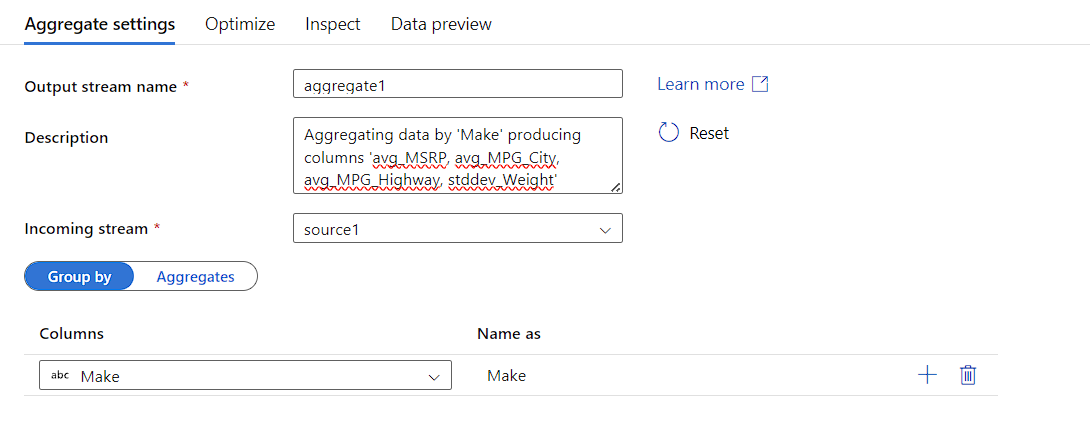 Aggregate settings Optimize Inspect Data preview
Output stream name * aggregate1 Learn more
Description Aggregating data by 'Make' producing Reset
columns 'avg_MSRP, avg_MPG_City,
avg_MPG_Highway, stddev_Weight'
Incoming stream * source1
Group by Aggregates
Columns Name as
abc Make Make